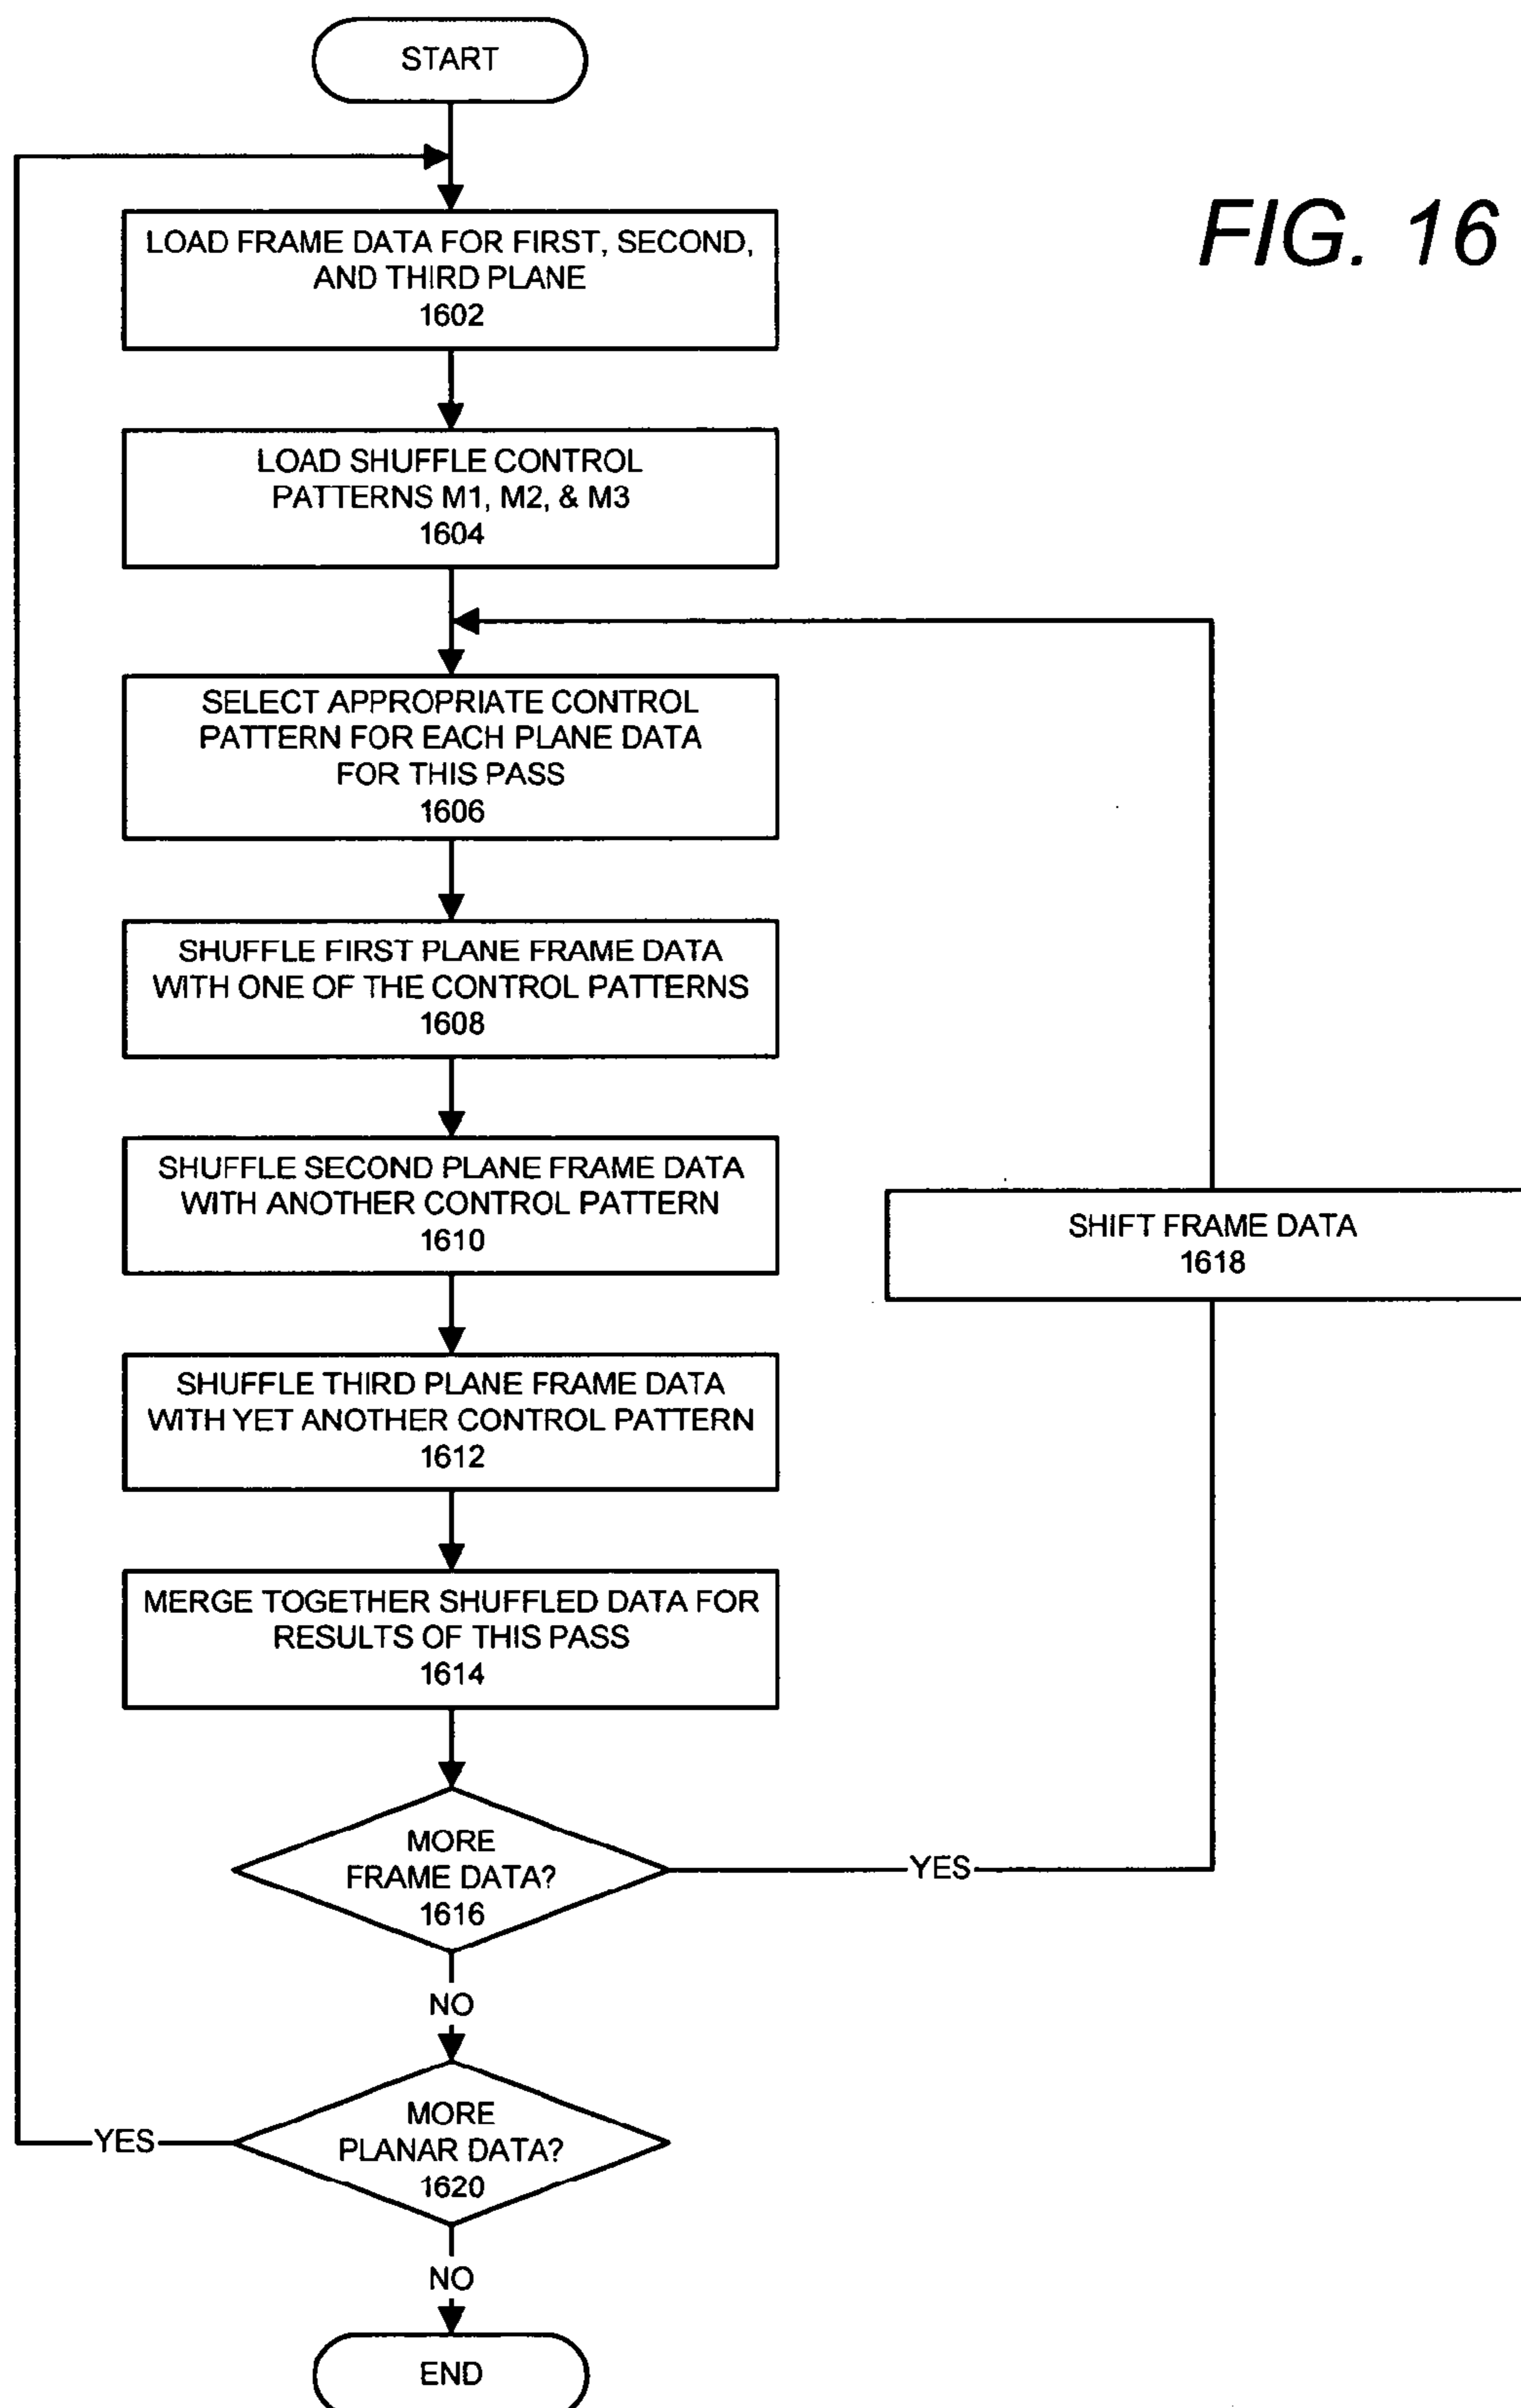 START
FIG. 16
LOAD FRAME DATA FOR FIRST, SECOND,
AND THIRD PLANE
1602
LOAD SHUFFLE CONTROL
PATTERNS M1, M2, & M3
1604
SELECT APPROPRIATE CONTROL
PATTERN FOR EACH PLANE DATA
FOR THIS PASS
1606
SHUFFLE FIRST PLANE FRAME DATA
WITH ONE OF THE CONTROL PATTERNS
1608
SHUFFLE SECOND PLANE FRAME DATA
WITH ANOTHER CONTROL PATTERN
1610
SHIFT FRAME DATA
1618
SHUFFLE THIRD PLANE FRAME DATA
WITH YET ANOTHER CONTROL PATTERN
1612
MERGE TOGETHER SHUFFLED DATA FOR
RESULTS OF THIS PASS
1614
MORE
FRAME DATA?
1616
YES
NO
MORE
PLANAR DATA?
1620
YES
NO
END